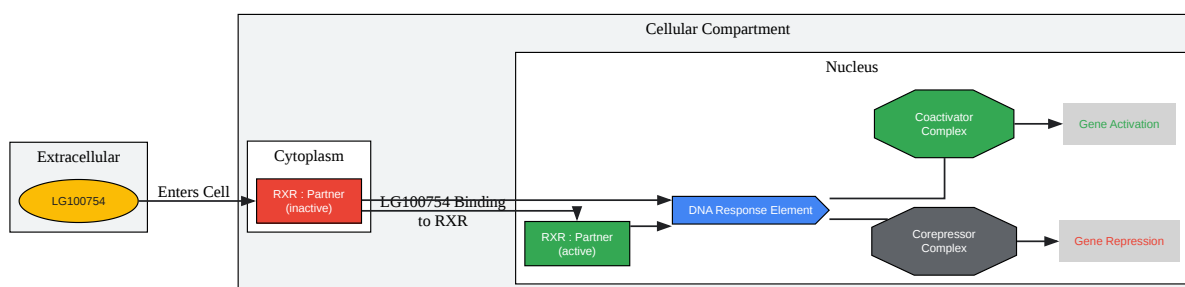 Cellular Compartment
Nucleus
Coactivator
Complex
Gene Activation
Extracellular
Cytoplasm
LG100754
Enters Cell
RXR : Partner
(inactive)
LG100754 Binding
to RXR
DNA Response Element
RXR : Partner
(active)
Corepressor
Complex
Gene Repression